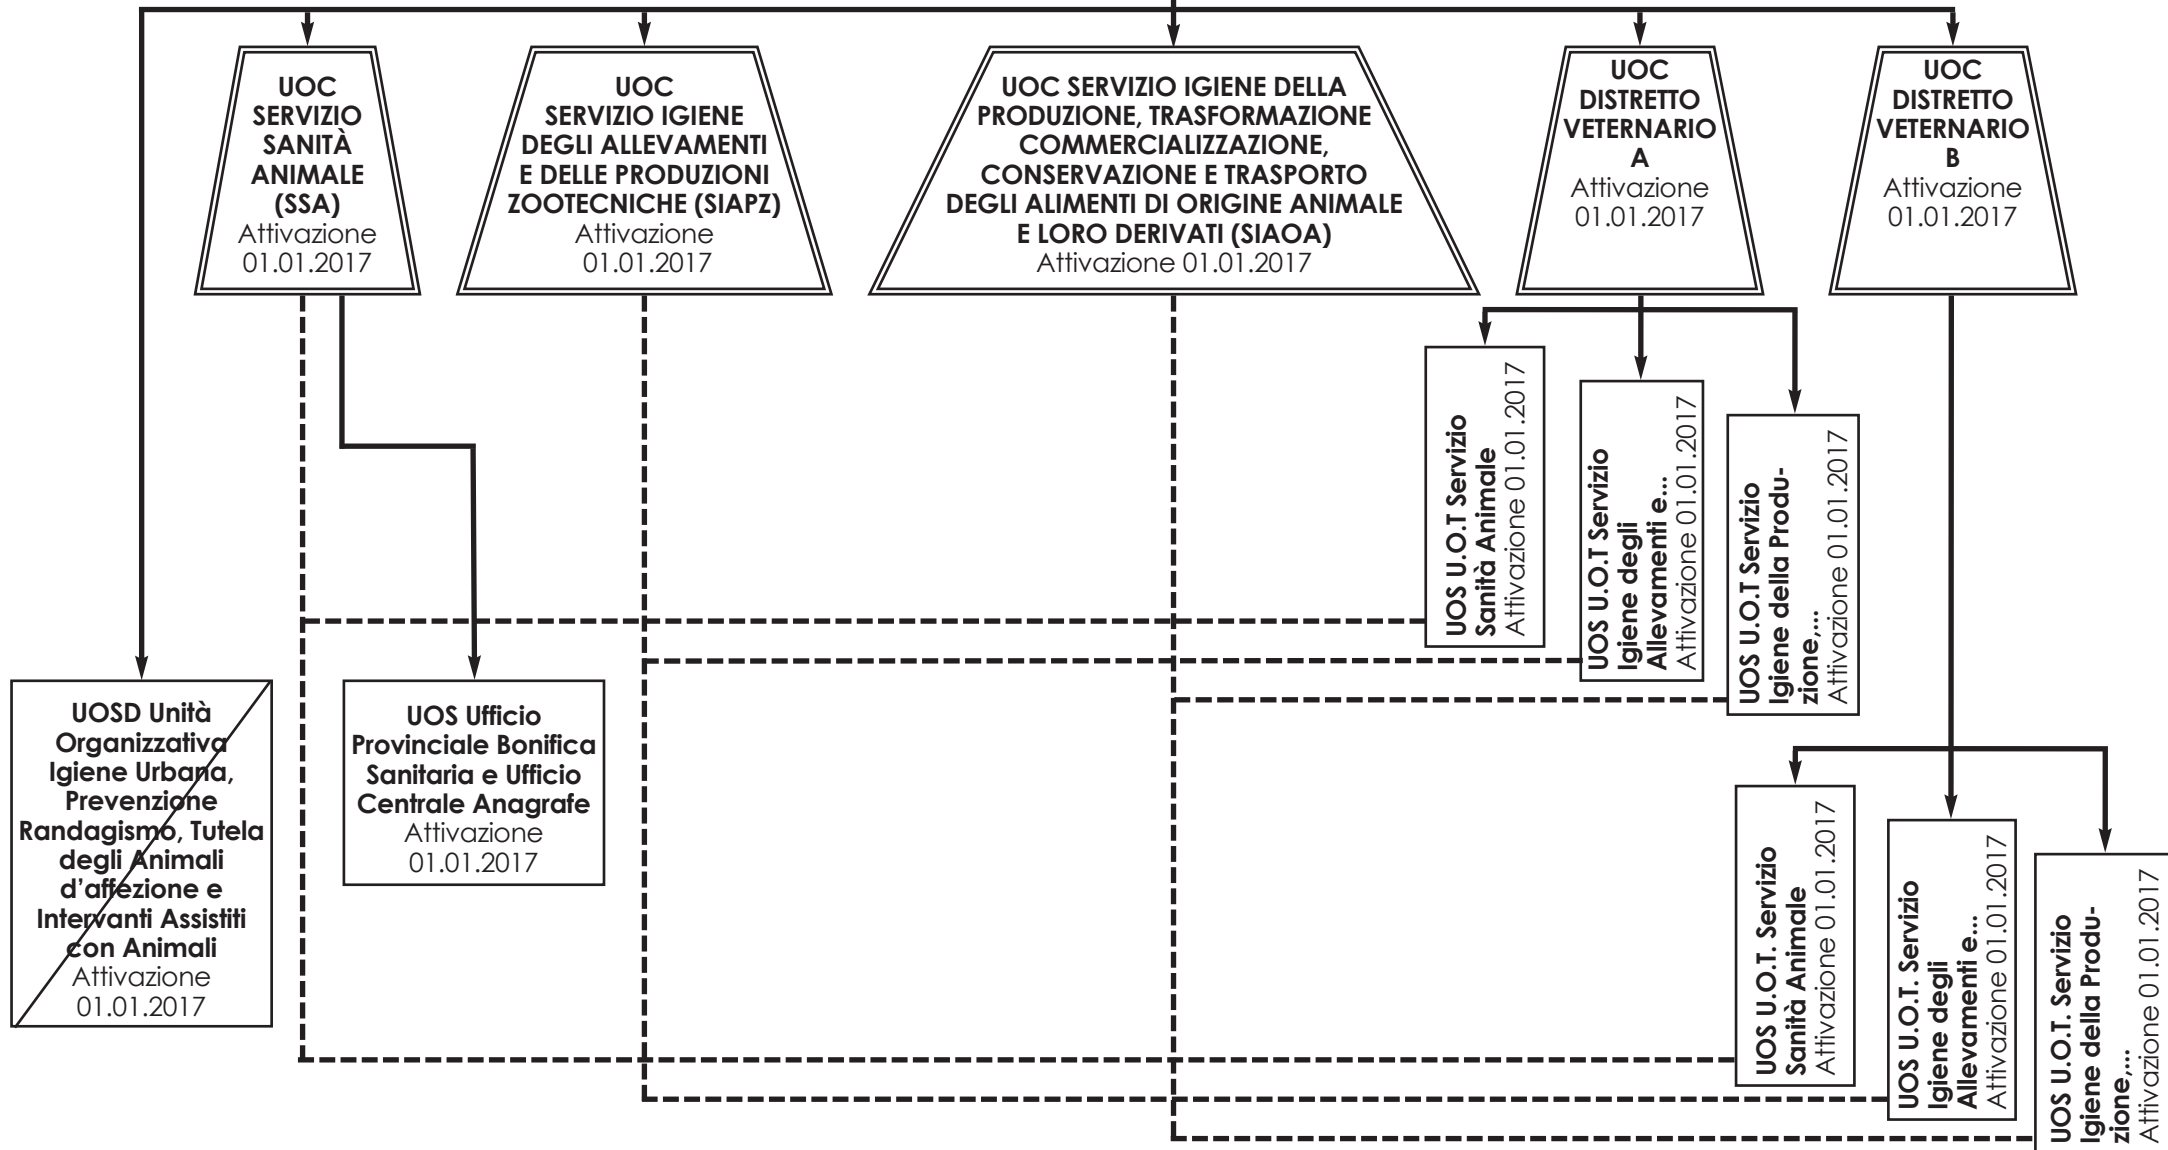 UOC
SERVIZIO
SANITÀ
ANIMALE
(SSA)
Attivazione
01.01.2017
UOC
SERVIZIO IGIENE
DEGLI ALLEVAMENTI
E DELLE PRODUZIONI
ZOOTECNICHE (SIAPZ)
Attivazione
01.01.2017
UOC SERVIZIO IGIENE DELLA
PRODUZIONE, TRASFORMAZIONE
COMMERCIALIZZAZIONE,
CONSERVAZIONE E TRASPORTO
DEGLI ALIMENTI DI ORIGINE ANIMALE
E LORO DERIVATI (SIAOA)
Attivazione 01.01.2017
UOC
DISTRETTO
VETERNARIO
A
Attivazione
01.01.2017
UOC
DISTRETTO
VETERNARIO
B
Attivazione
01.01.2017
UOS U.O.T Servizio
Sanità Animale
Attivazione 01.01.2017
UOS U.O.T Servizio
Igiene degli
Allevamenti e...
Attivazione 01.01.2017
UOS U.O.T Servizio
Igiene della Produ-
zione,...
Attivazione 01.01.2017
UOSD Unità
Organizzativa
Igiene Urbana,
Prevenzione
Randagismo, Tutela
degli Animali
d'affezione e
Intervanti Assistiti
con Animali
Attivazione
01.01.2017
UOS Ufficio
Provinciale Bonifica
Sanitaria e Ufficio
Centrale Anagrafe
Attivazione
01.01.2017
UOS U.O.T. Servizio
Sanità Animale
Attivazione 01.01.2017
UOS U.O.T. Servizio
Igiene degli
Allevamenti e...
Attivazione 01.01.2017
UOS U.O.T. Servizio
Igiene della Produ-
zione,...
Attivazione 01.01.2017